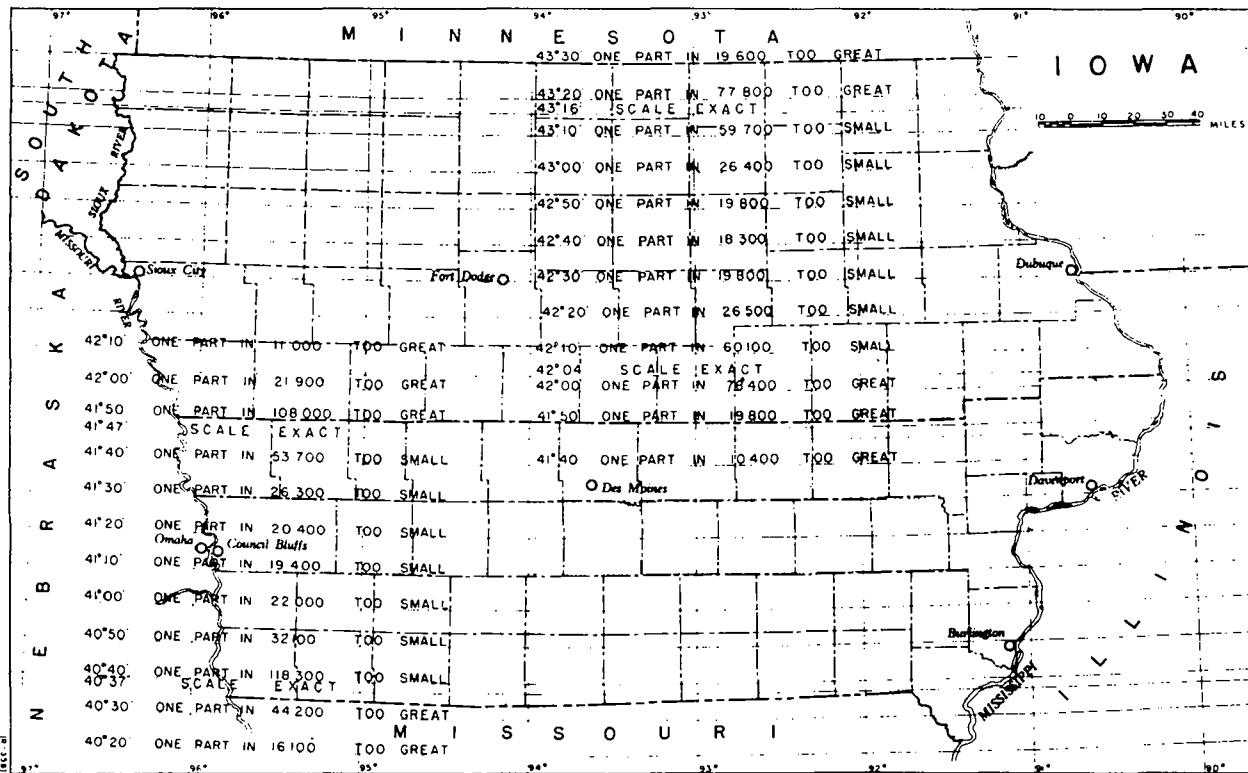 97° 96° 95° 94° 93° 92° 91° 90°
MINNESOTA
IOWA
10 0 10 20 30 40 MILES
SOUTH DAKOTA
SIOUX RIVER
MISSOURI RIVER
NEBRASKA
43°30' ONE PART IN 19 600 TOO GREAT
43°20' ONE PART IN 77 800 TOO GREAT
43°16' SCALE EXACT
43°10' ONE PART IN 59 700 TOO SMALL
43°00' ONE PART IN 26 400 TOO SMALL
42°50' ONE PART IN 19 800 TOO SMALL
42°40' ONE PART IN 18 300 TOO SMALL
42°30' ONE PART IN 19 800 TOO SMALL
42°20' ONE PART IN 26 500 TOO SMALL
42°10' ONE PART IN 60 100 TOO SMALL
42°04' SCALE EXACT
42°00' ONE PART IN 78 400 TOO GREAT
41°50' ONE PART IN 19 800 TOO GREAT
41°40' ONE PART IN 10 400 TOO GREAT
Sioux City
Fort Dodge
Dubuque
42°10' ONE PART IN 11 000 TOO GREAT
42°00' ONE PART IN 21 900 TOO GREAT
41°50' ONE PART IN 108 000 TOO GREAT
41°47' SCALE EXACT
41°40' ONE PART IN 53 700 TOO SMALL
41°30' ONE PART IN 26 300 TOO SMALL
41°20' ONE PART IN 20 400 TOO SMALL
41°10' ONE PART IN 19 400 TOO SMALL
41°00' ONE PART IN 22 000 TOO SMALL
40°50' ONE PART IN 32 100 TOO SMALL
40°40' ONE PART IN 118 300 TOO SMALL
40°37' SCALE EXACT
40°30' ONE PART IN 44 200 TOO GREAT
40°20' ONE PART IN 16 100 TOO GREAT
Omaha
Council Bluffs
Des Moines
Davenport
RIVER
Burlington
MISSISSIPPI
ILLINOIS
MISSOURI
97° 96° 95° 94° 93° 92° 91° 90°